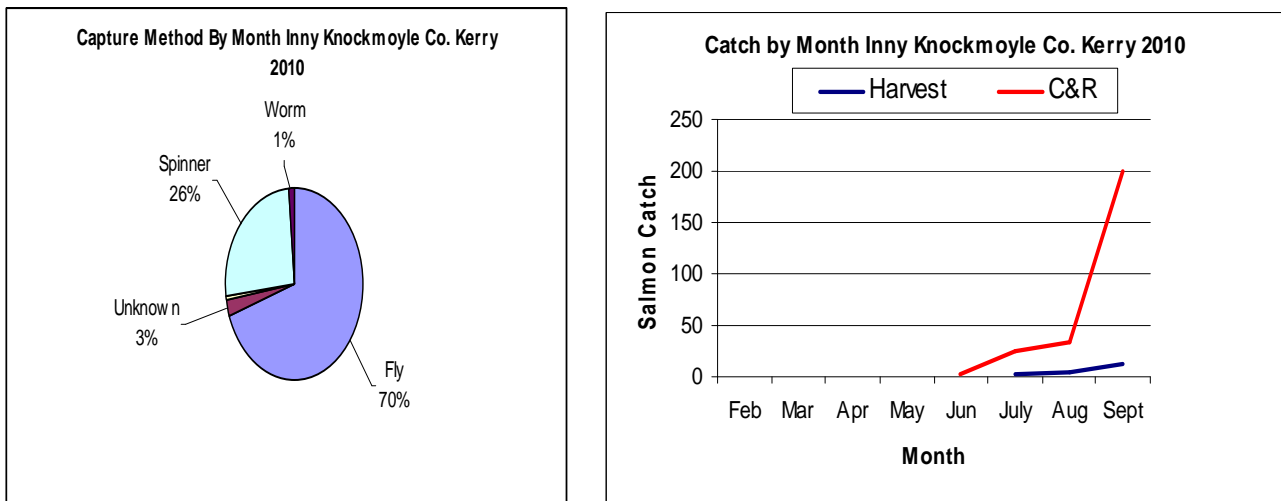 Capture Method By Month Inny Knockmoyle Co. Kerry
2010
Worm
1%
Spinner
26%
Unknown
3%
Fly
70%
Catch by Month Inny Knockmoyle Co. Kerry 2010
Harvest
C&R
250
200
150
100
50
0
Salmon Catch
Feb Mar Apr May Jun July Aug Sept
Month